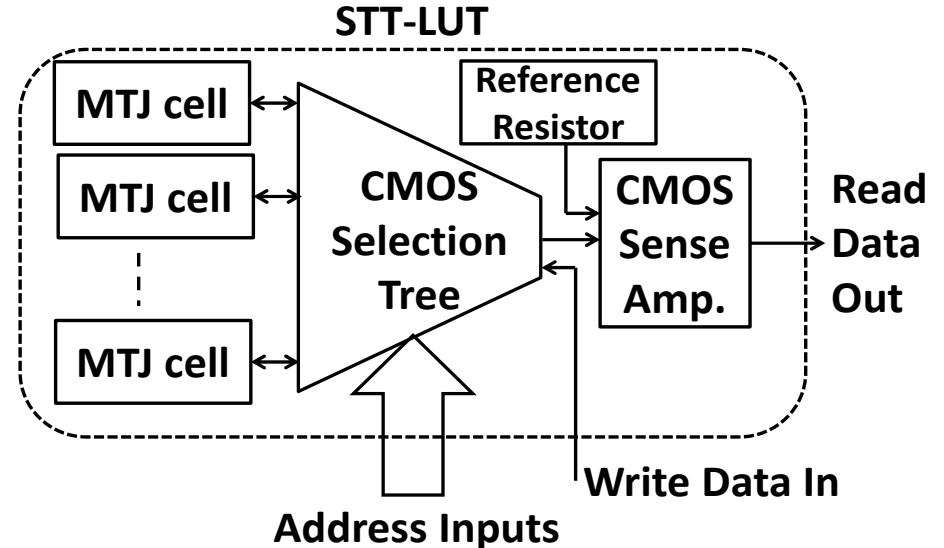 STT-LUT
MTJ cell
MTJ cell
MTJ cell
CMOS
Selection
Tree
Reference
Resistor
CMOS
Sense
Amp.
Read
Data
Out
Write Data In
Address Inputs